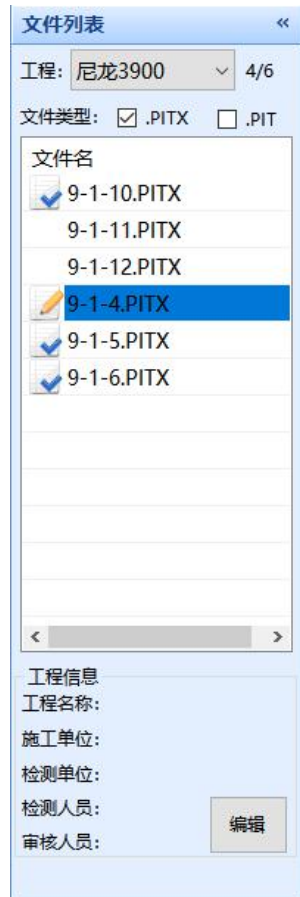 文件列表 «
工程: 尼龙3900 4/6
文件类型: .PITX .PIT
文件名
9-1-10.PITX
9-1-11.PITX
9-1-12.PITX
9-1-4.PITX
9-1-5.PITX
9-1-6.PITX
工程信息
工程名称:
施工单位:
检测单位:
检测人员:
编辑
审核人员: